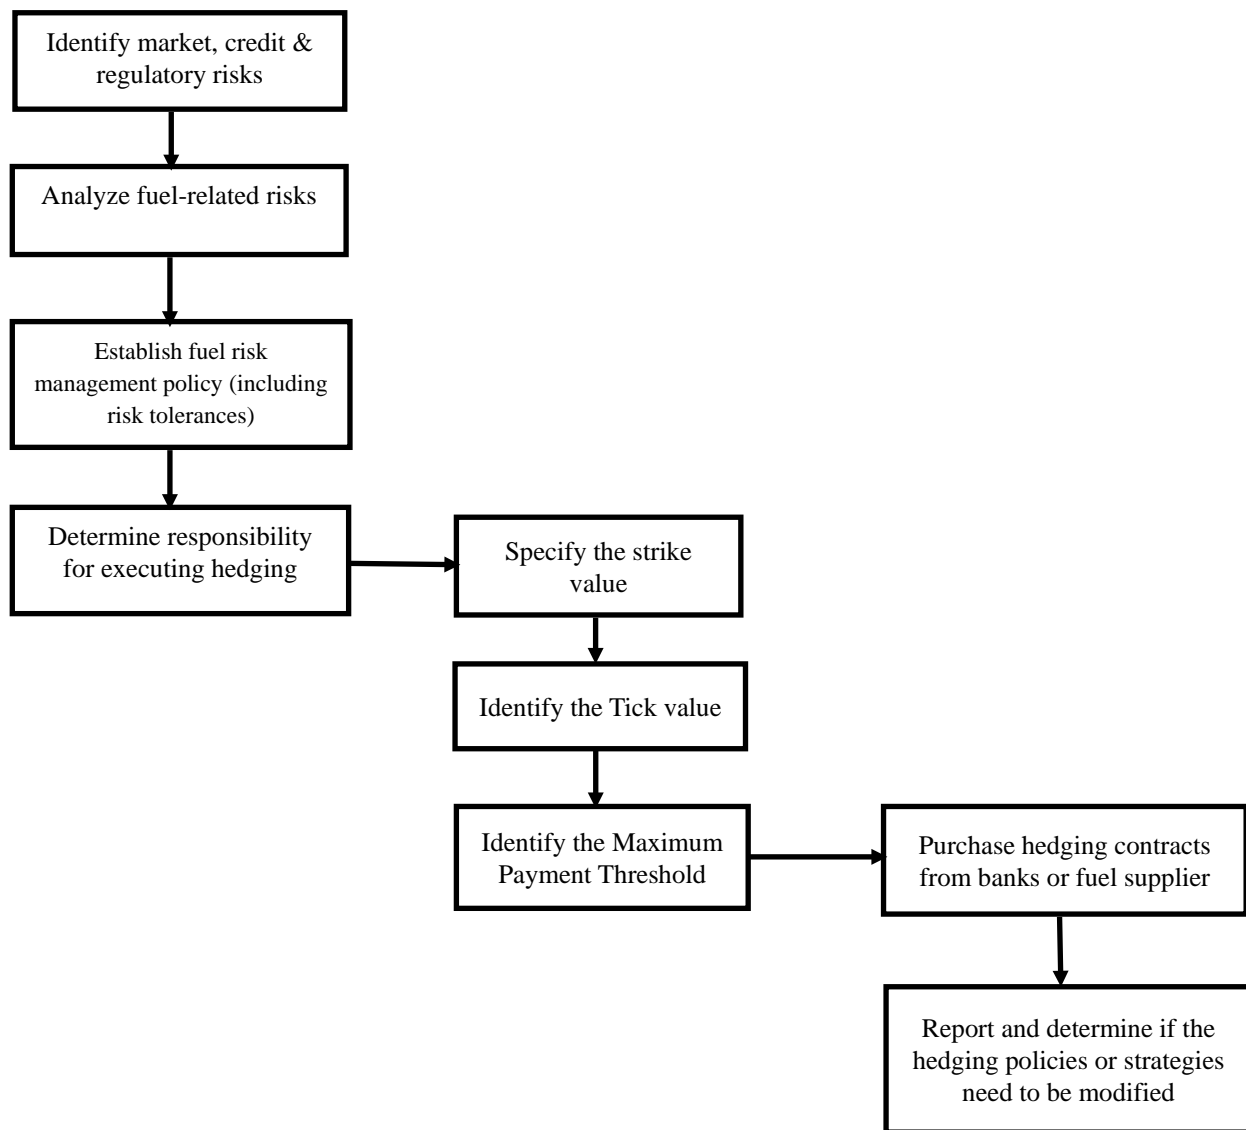 Identify market, credit &
regulatory risks
Analyze fuel-related risks
Establish fuel risk
management policy (including
risk tolerances)
Determine responsibility
for executing hedging
Specify the strike
value
Identify the Tick value
Identify the Maximum
Payment Threshold
Purchase hedging contracts
from banks or fuel supplier
Report and determine if the
hedging policies or strategies
need to be modified